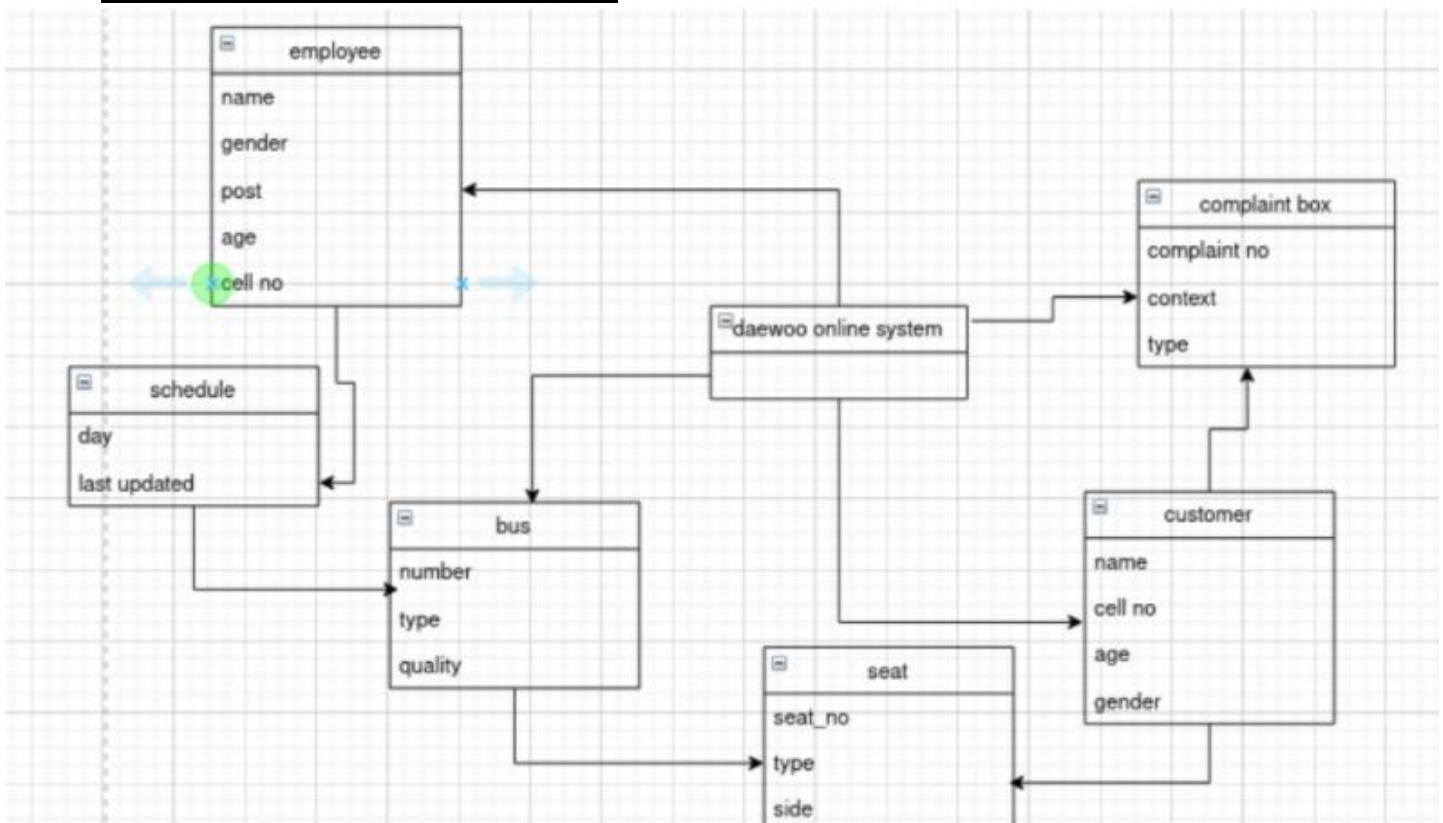 employee
name
gender
post
age
cell no
complaint box
complaint no
context
type
daewoo online system
schedule
day
last updated
bus
number
type
quality
customer
name
cell no
age
gender
seat
seat_no
type
side